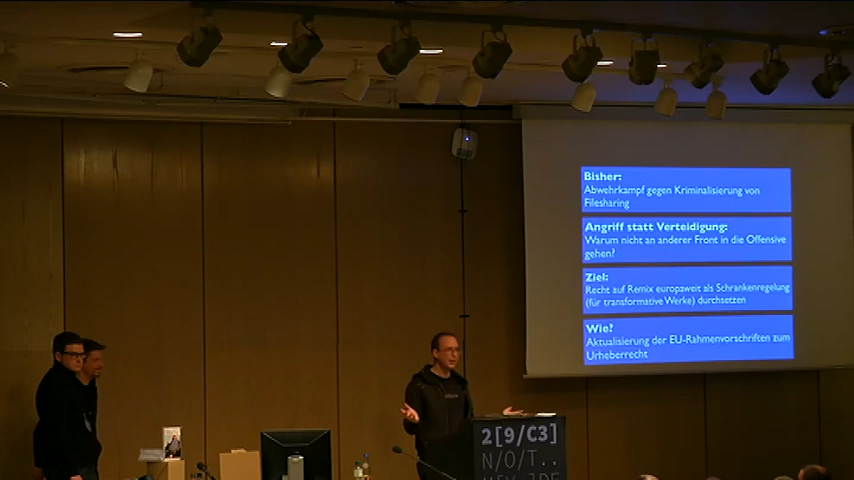 Bisher:
Abwehrkampf gegen Kriminalisierung von
Filesharing
Angriff statt Verteidigung:
Warum nicht an anderer Front in die Offensive
gehen?
Ziel:
Recht auf Remix europaweit als Schrankenregelung
(für transformative Werke) durchsetzen
Wie?
Aktualisierung der EU-Rahmenvorschriften zum
Urheberrecht
2[9/C3]
N/O/T..